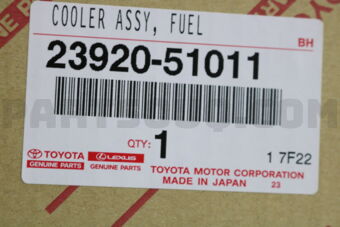 COOLER ASSY, FUEL
BH
23920-51011
QTY: 1
1 7F22
TOYOTA GENUINE PARTS
LEXUS GENUINE PARTS
TOYOTA MOTOR CORPORATION
MADE IN JAPAN 23